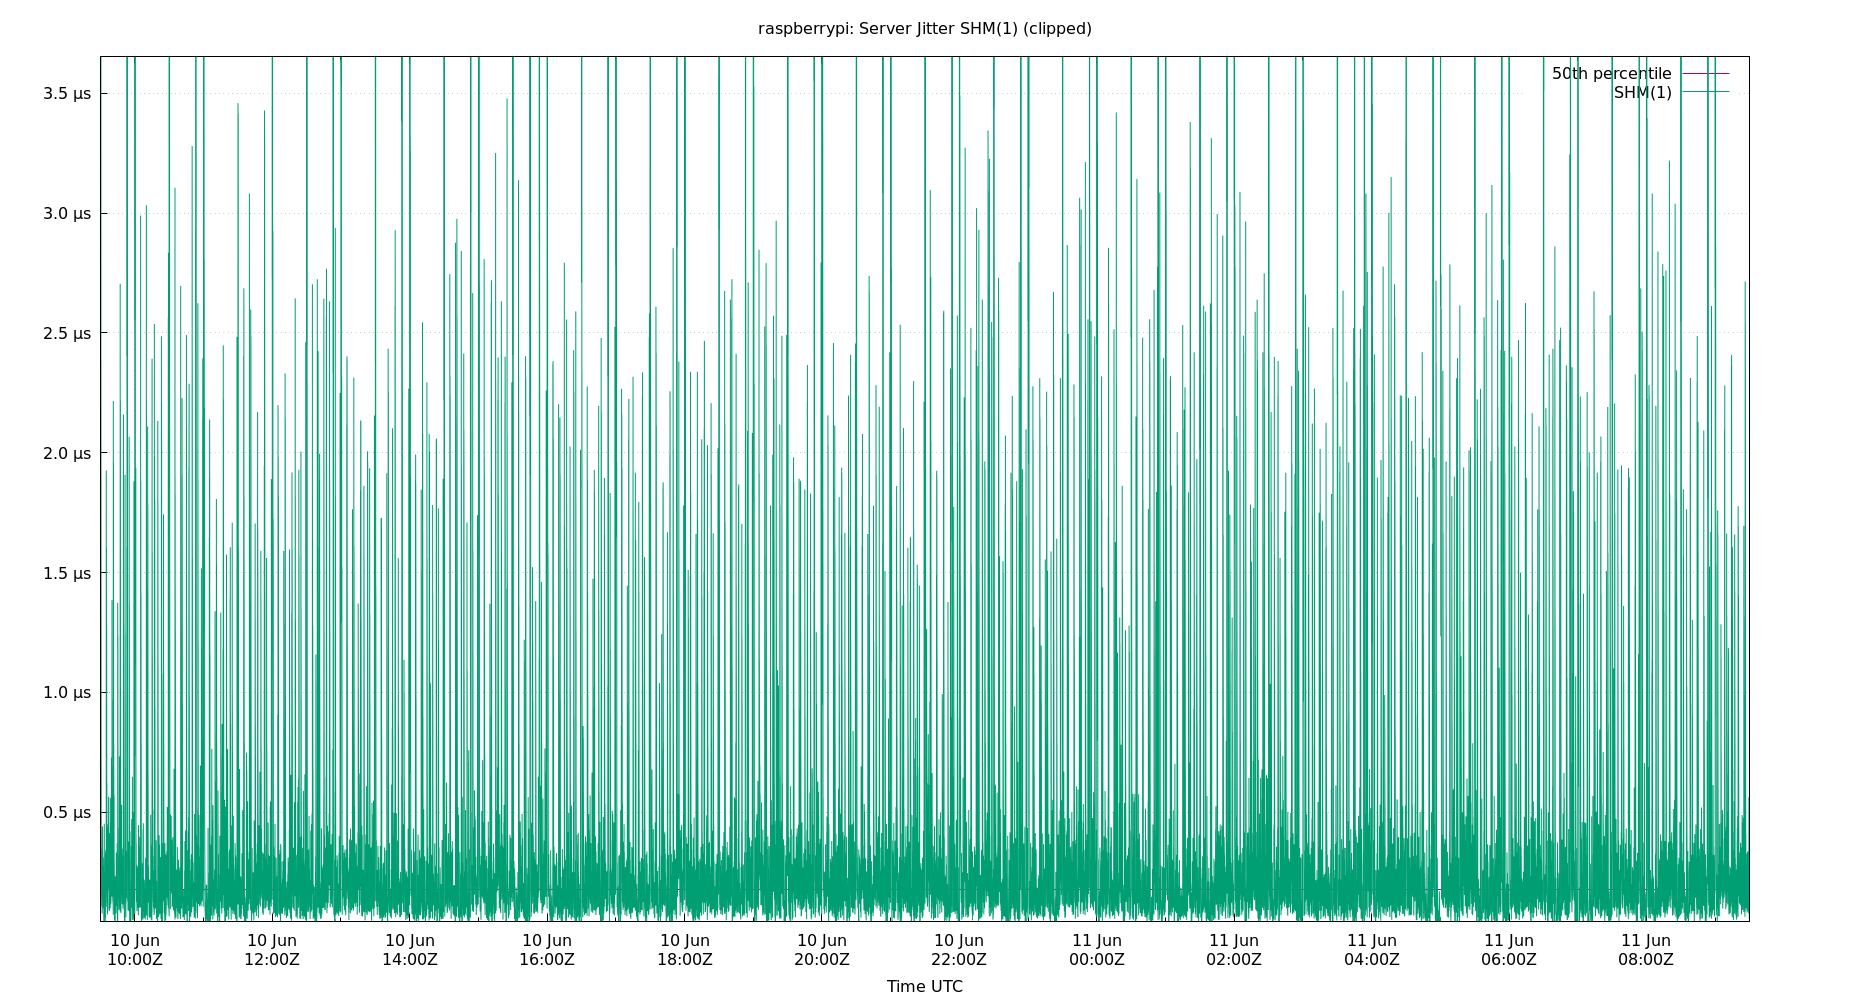 raspberrypi: Server Jitter SHM(1) (clipped)
50th percentile
SHM(1)
3.5 µs
3.0 µs
2.5 µs
2.0 µs
1.5 µs
1.0 µs
0.5 µs
10 Jun 10 Jun 10 Jun 10 Jun 10 Jun 10 Jun 10 Jun 11 Jun 11 Jun 11 Jun 11 Jun 11 Jun
10:00Z 12:00Z 14:00Z 16:00Z 18:00Z 20:00Z 22:00Z 00:00Z 02:00Z 04:00Z 06:00Z 08:00Z
Time UTC